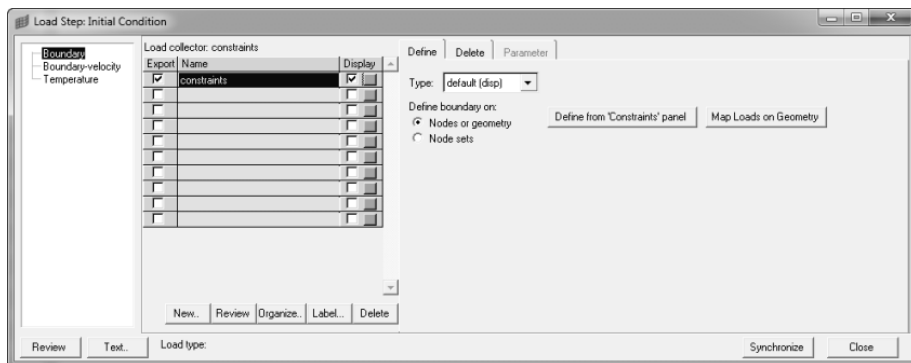 Load Step: Initial Condition
Boundary
Boundary-velocity
Temperature
Load collector: constraints
Export Name Display
constraints
New.. Review Organize.. Label... Delete
Define Delete Parameter
Type: default (disp)
Define boundary on:
Nodes or geometry
Node sets
Define from 'Constraints' panel Map Loads on Geometry
Review Text.. Load type: Synchronize Close